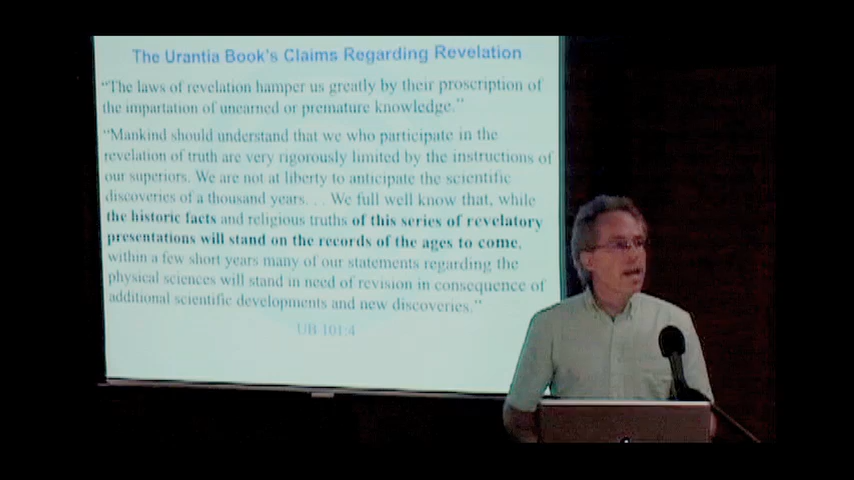 The Urantia Book's Claims Regarding Revelation
"The laws of revelation hamper us greatly by their proscription of
the impartation of unearned or premature knowledge."
"Mankind should understand that we who participate in the
revelation of truth are very rigorously limited by the instructions of
our superiors. We are not at liberty to anticipate the scientific
discoveries of a thousand years. . . We full well know that, while
the historic facts and religious truths of this series of revelatory
presentations will stand on the records of the ages to come,
within a few short years many of our statements regarding the
physical sciences will stand in need of revision in consequence of
additional scientific developments and new discoveries."
UB 101:4